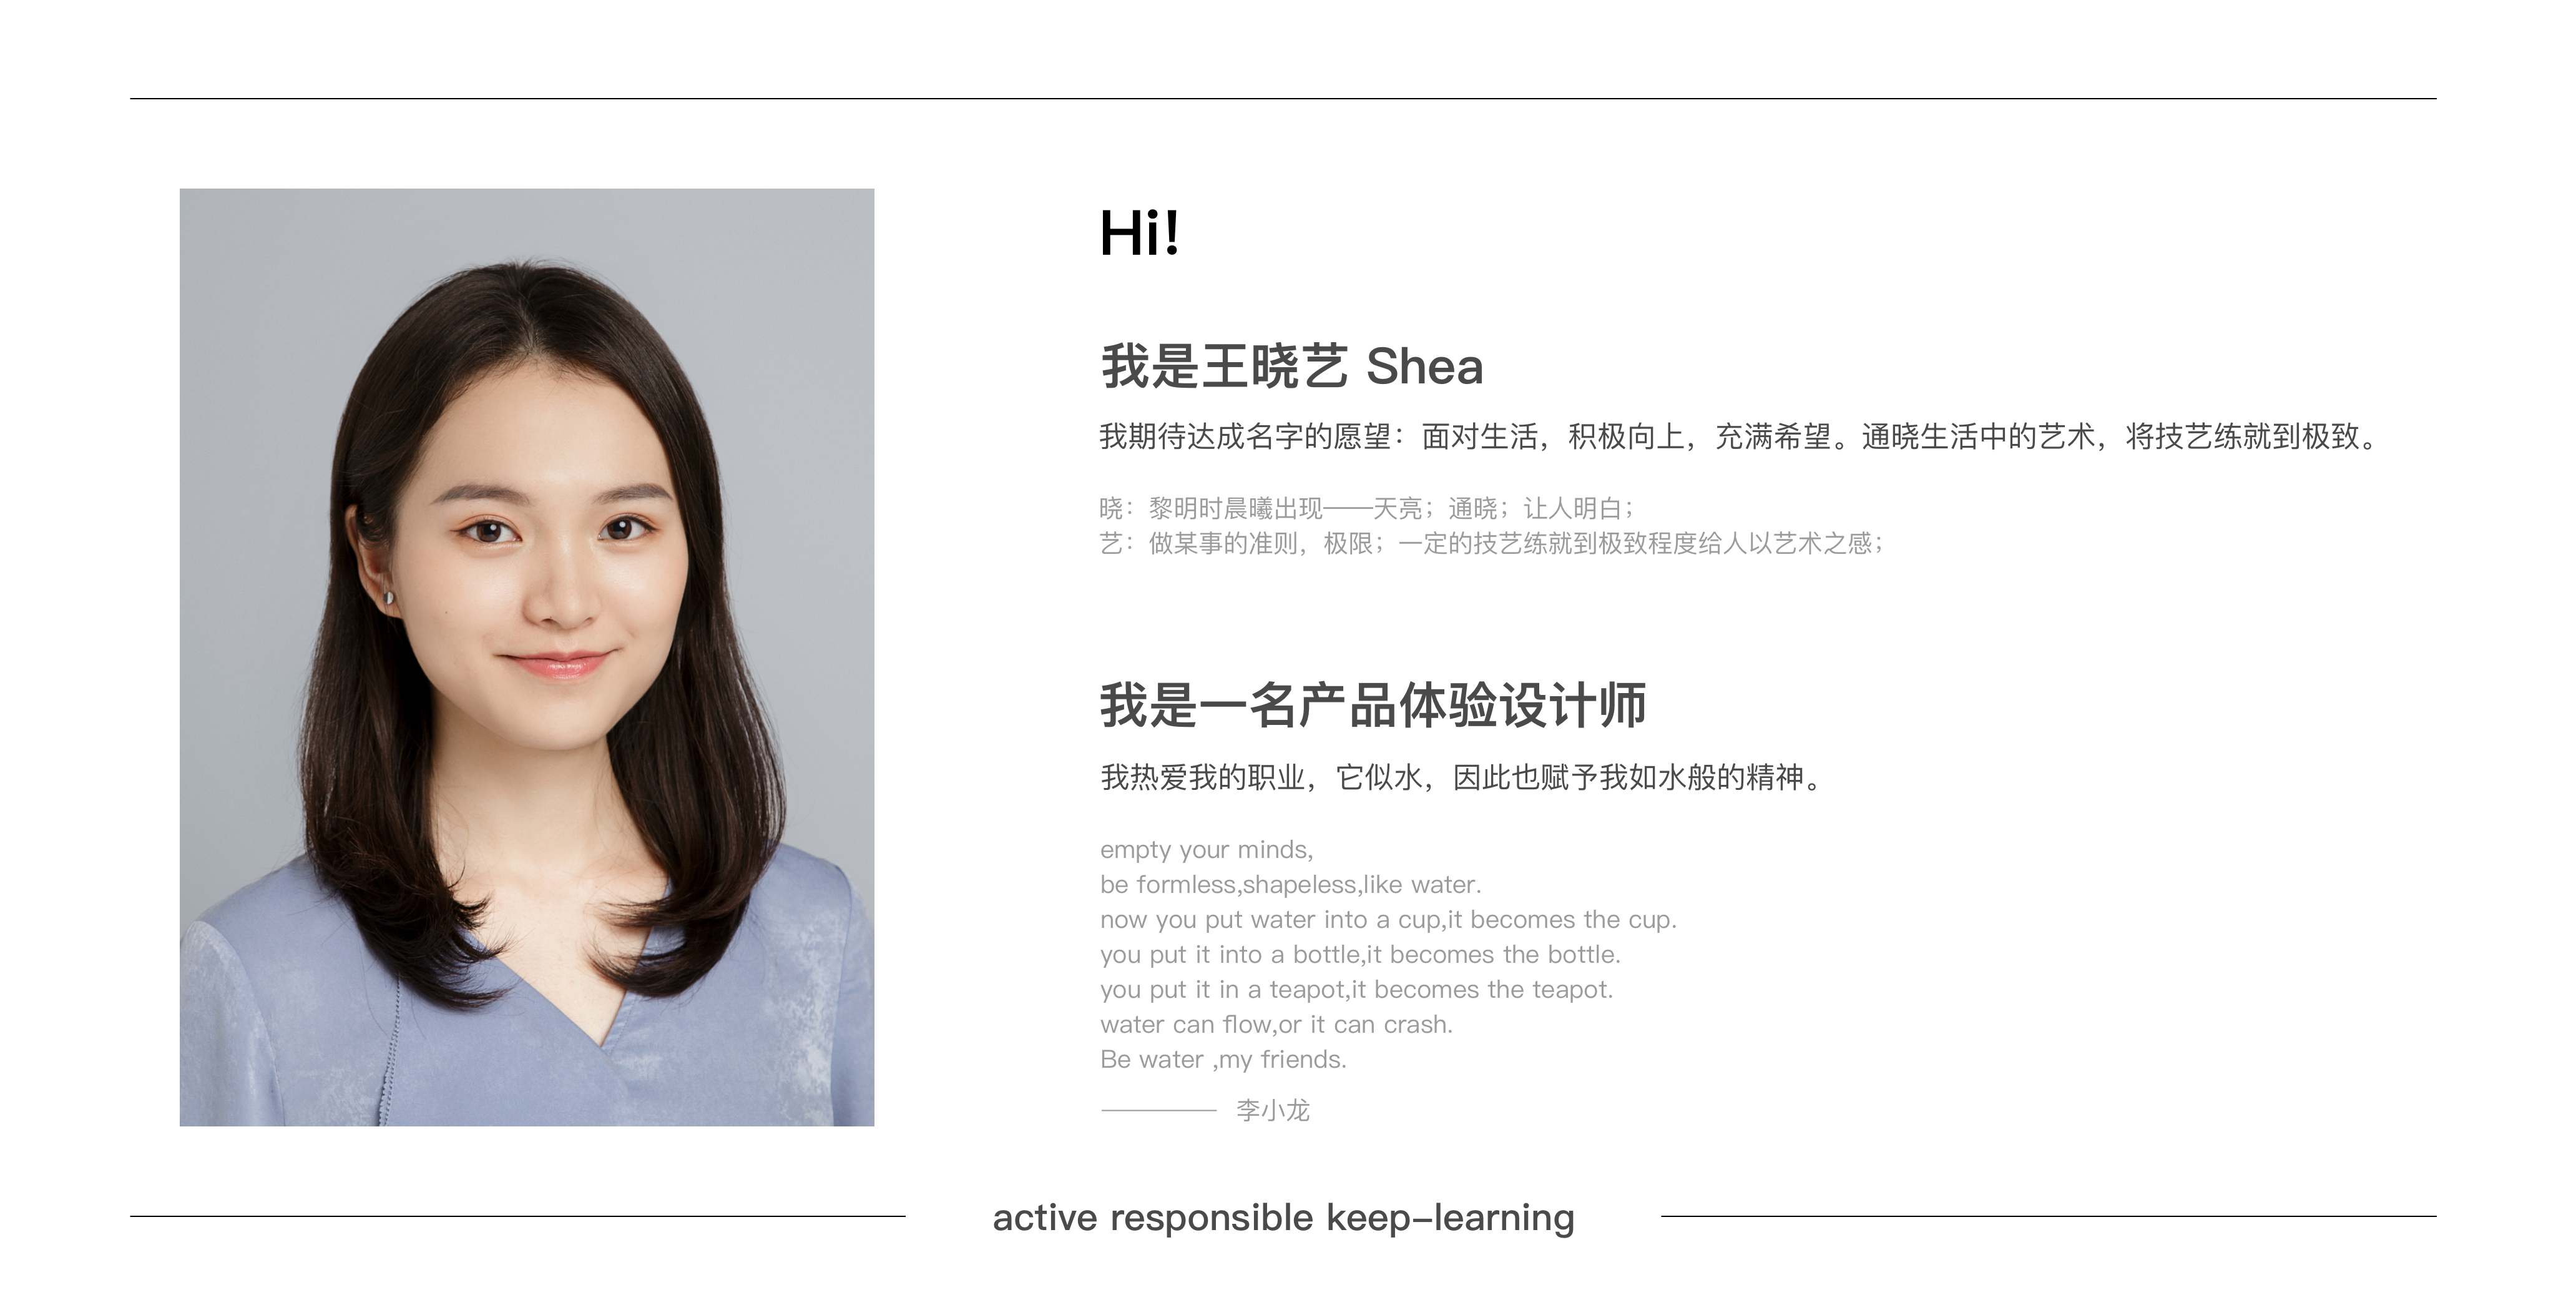 Hi!
我是王晓艺 Shea
我期待达成名字的愿望：面对生活，积极向上，充满希望。通晓生活中的艺术，将技艺练就到极致。
晓：黎明时晨曦出现——天亮；通晓；让人明白；
艺：做某事的准则，极限；一定的技艺练就到极致程度给人以艺术之感；
我是一名产品体验设计师
我热爱我的职业，它似水，因此也赋予我如水般的精神。
empty your minds,
be formless,shapeless,like water.
now you put water into a cup,it becomes the cup.
you put it into a bottle,it becomes the bottle.
you put it in a teapot,it becomes the teapot.
water can flow,or it can crash.
Be water ,my friends.
——— 李小龙
active responsible keep–learning